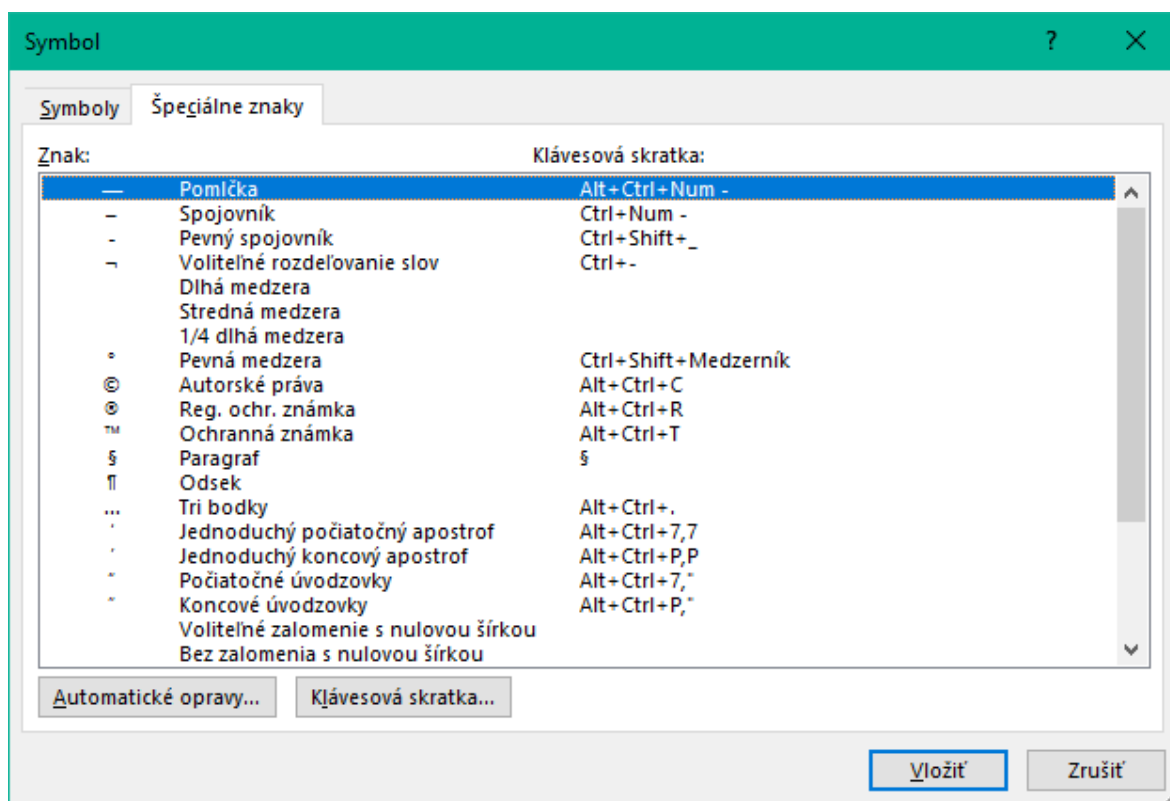 Symbol ? ×
Symboly Špeciálne znaky
Znak: Klávesová skratka:
— Pomlčka Alt+Ctrl+Num -
– Spojovník Ctrl+Num -
- Pevný spojovník Ctrl+Shift+_
¬ Voliteľné rozdeľovanie slov Ctrl+-
Dlhá medzera
Stredná medzera
1/4 dlhá medzera
° Pevná medzera Ctrl+Shift+Medzerník
© Autorské práva Alt+Ctrl+C
® Reg. ochr. známka Alt+Ctrl+R
™ Ochranná známka Alt+Ctrl+T
§ Paragraf §
¶ Odsek
… Tri bodky Alt+Ctrl+.
‘ Jednoduchý počiatočný apostrof Alt+Ctrl+7,7
’ Jednoduchý koncový apostrof Alt+Ctrl+P,P
“ Počiatočné úvodzovky Alt+Ctrl+7,"
” Koncové úvodzovky Alt+Ctrl+P,"
Voliteľné zalomenie s nulovou šírkou
Bez zalomenia s nulovou šírkou
Automatické opravy... Klávesová skratka...
Vložiť Zrušiť